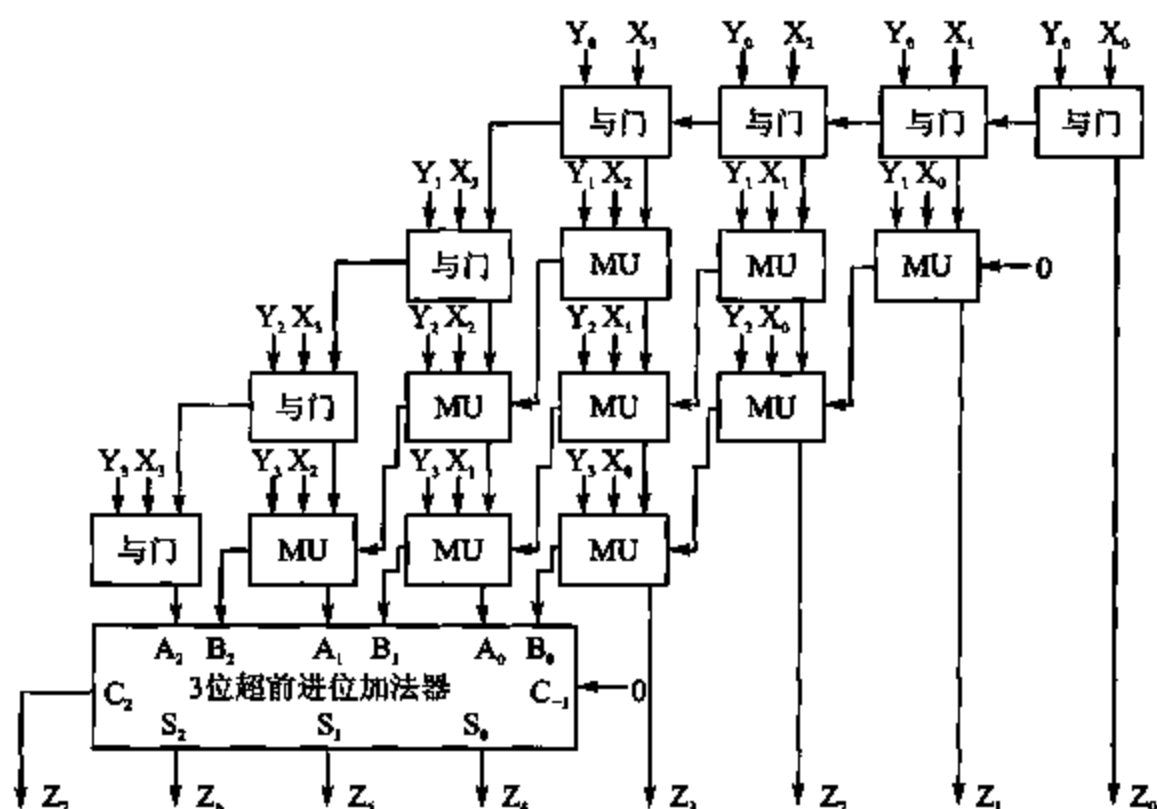 Y₀ X₃ Y₀ X₂ Y₀ X₁ Y₀ X₀
与门 与门 与门 与门
Y₁ X₃ Y₁ X₂ Y₁ X₁ Y₁ X₀
与门 MU MU MU 0
Y₂ X₃ Y₂ X₂ Y₂ X₁ Y₂ X₀
与门 MU MU MU
Y₃ X₃ Y₃ X₂ Y₃ X₁ Y₃ X₀
与门 MU MU MU
A₂ B₂ A₁ B₁ A₀ B₀
C₂ 3位超前进位加法器 C₋₁ 0
S₂ S₁ S₀
Z₇ Z₆ Z₅ Z₄ Z₃ Z₂ Z₁ Z₀